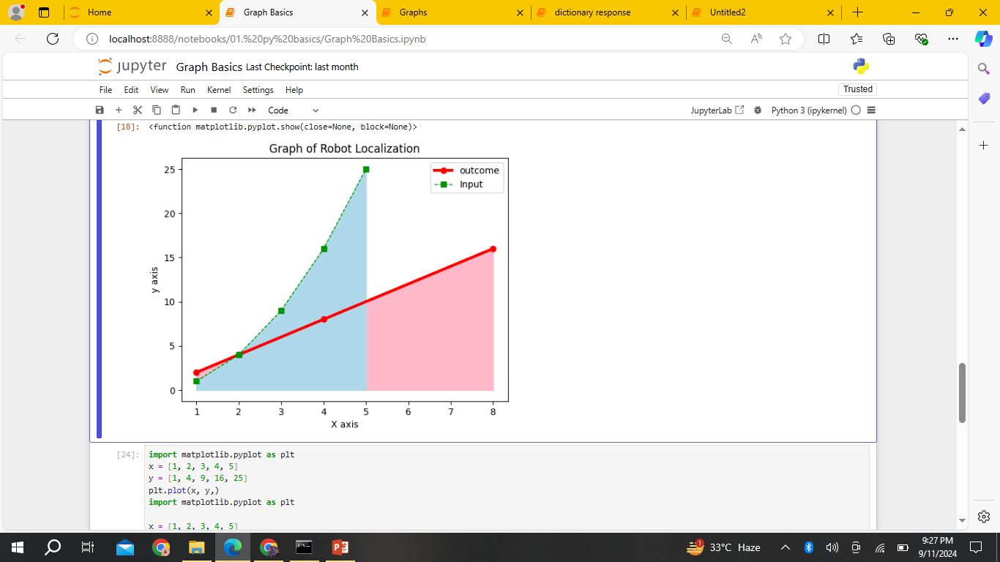 Home
Graph Basics
Graphs
dictionary response
Untitled2
localhost:8888/notebooks/01.%20py%20basics/Graph%20Basics.ipynb
jupyter Graph Basics Last Checkpoint: last month
File Edit View Run Kernel Settings Help
Trusted
Code
JupyterLab
Python 3 (ipykernel)
[18]: <function matplotlib.pyplot.show(close=None, block=None)>
Graph of Robot Localization
outcome
Input
25
20
15
10
5
0
y axis
1 2 3 4 5 6 7 8
X axis
[24]: import matplotlib.pyplot as plt
x = [1, 2, 3, 4, 5]
y = [1, 4, 9, 16, 25]
plt.plot(x, y,)
import matplotlib.pyplot as plt
x = [1, 2, 3, 4, 5]
1
33°C Haze
9:27 PM
9/11/2024